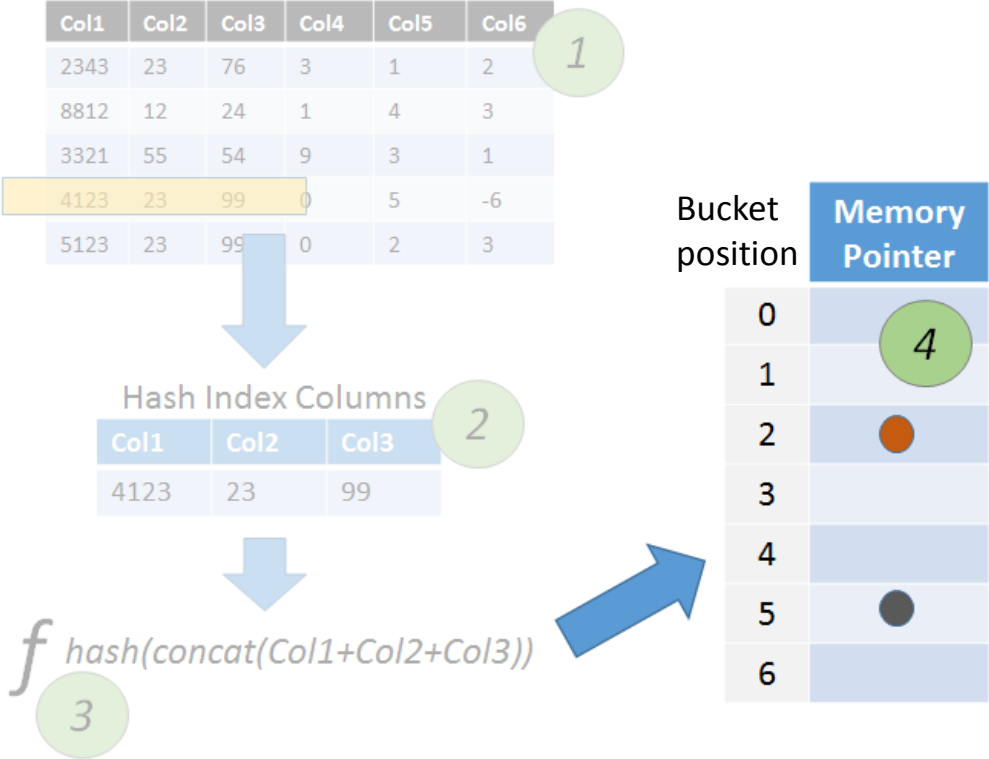 Col1 Col2 Col3 Col4 Col5 Col6
1
2343 23 76 3 1 2
8812 12 24 1 4 3
3321 55 54 9 3 1
4123 23 99 0 5 -6
5123 23 99 0 2 3
Hash Index Columns
2
Col1 Col2 Col3
4123 23 99
f hash(concat(Col1+Col2+Col3))
3
Bucket
position
Memory
Pointer
0
4
1
2
3
4
5
6